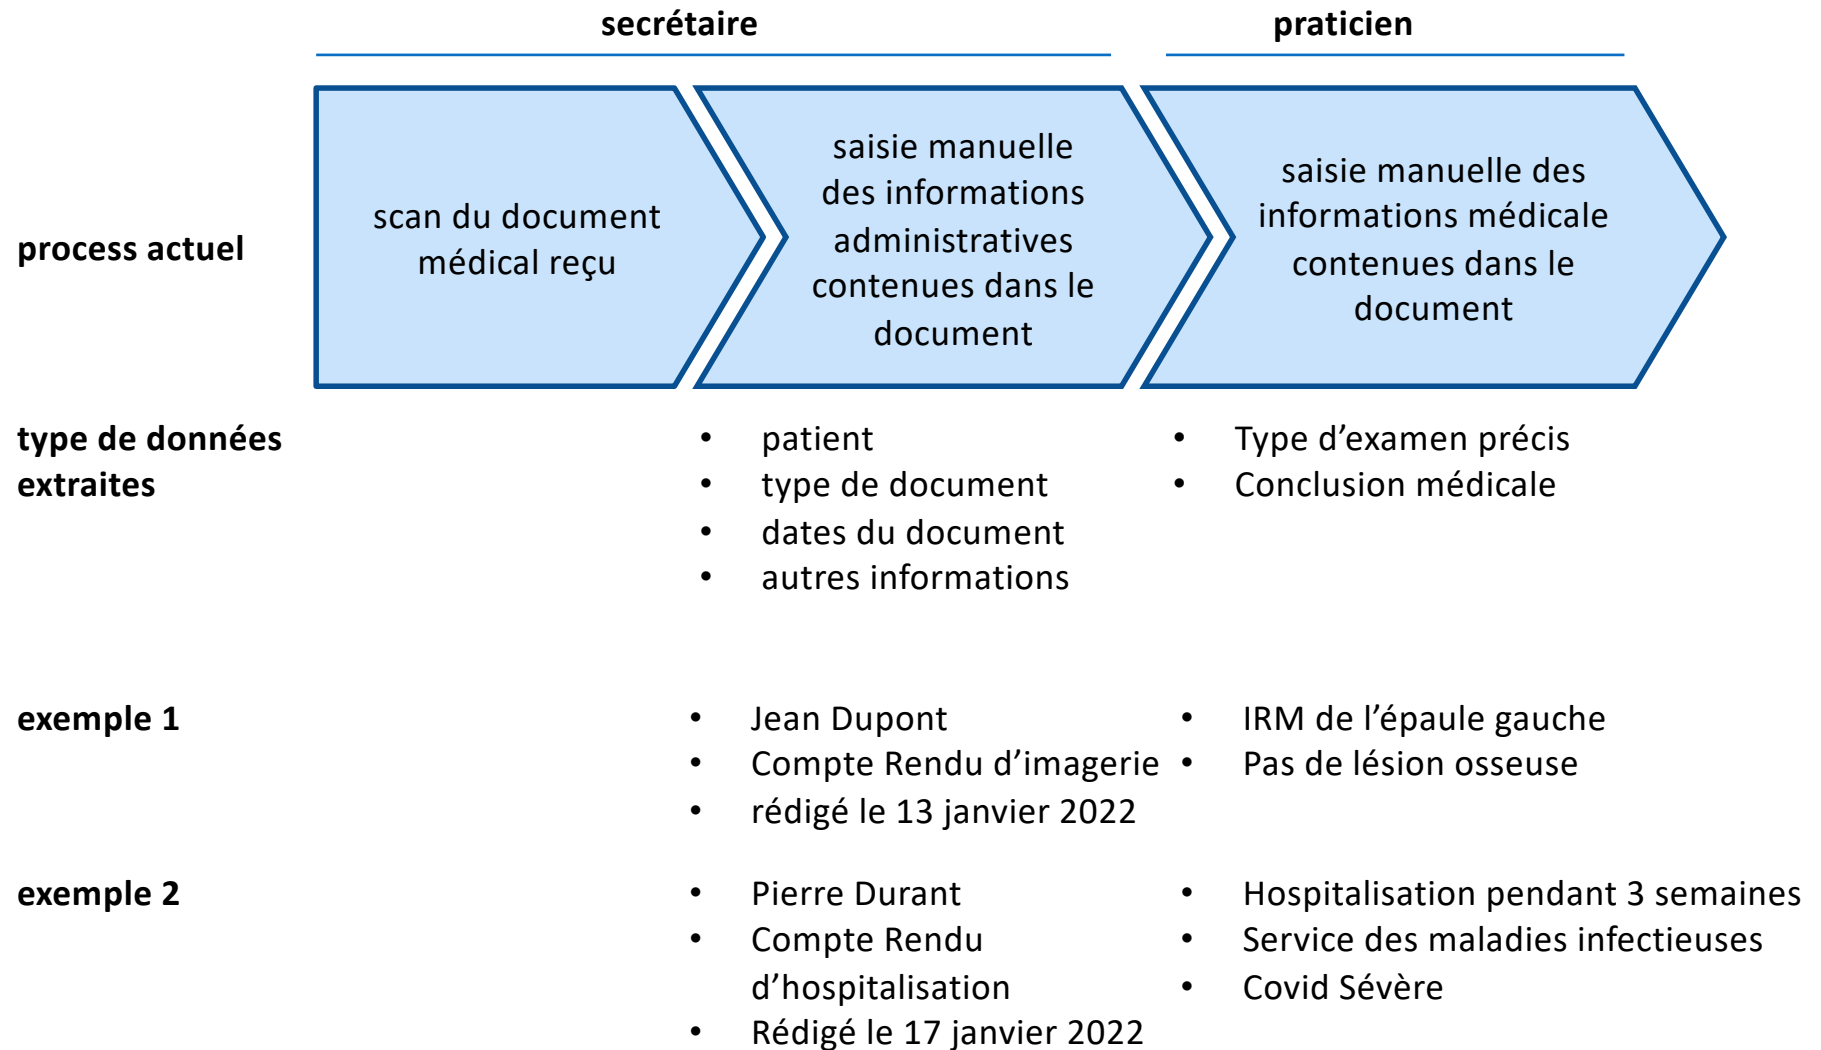 secrétaire
praticien
process actuel
scan du document
médical reçu
saisie manuelle
des informations
administratives
contenues dans le
document
saisie manuelle des
informations médicale
contenues dans le
document
type de données
extraites
• patient
• type de document
• dates du document
• autres informations
• Type d’examen précis
• Conclusion médicale
exemple 1
• Jean Dupont
• Compte Rendu d’imagerie
• rédigé le 13 janvier 2022
• IRM de l’épaule gauche
• Pas de lésion osseuse
exemple 2
• Pierre Durant
• Compte Rendu
d’hospitalisation
• Rédigé le 17 janvier 2022
• Hospitalisation pendant 3 semaines
• Service des maladies infectieuses
• Covid Sévère